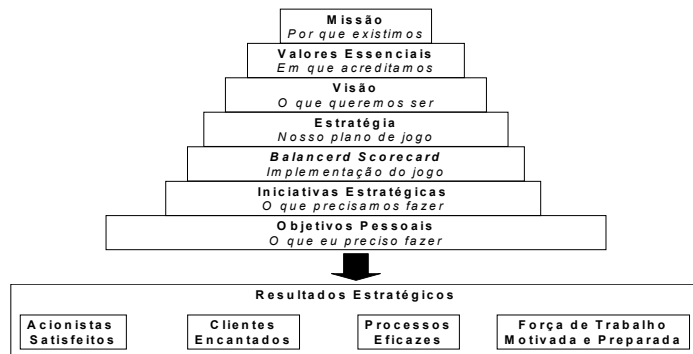 Missão
Por que existimos
Valores Essenciais
Em que acreditamos
Visão
O que queremos ser
Estratégia
Nosso plano de jogo
Balancerd Scorecard
Implementação do jogo
Iniciativas Estratégicas
O que precisamos fazer
Objetivos Pessoais
O que eu preciso fazer
Resultados Estratégicos
Acionistas
Satisfeitos
Clientes
Encantados
Processos
Eficazes
Força de Trabalho
Motivada e Preparada